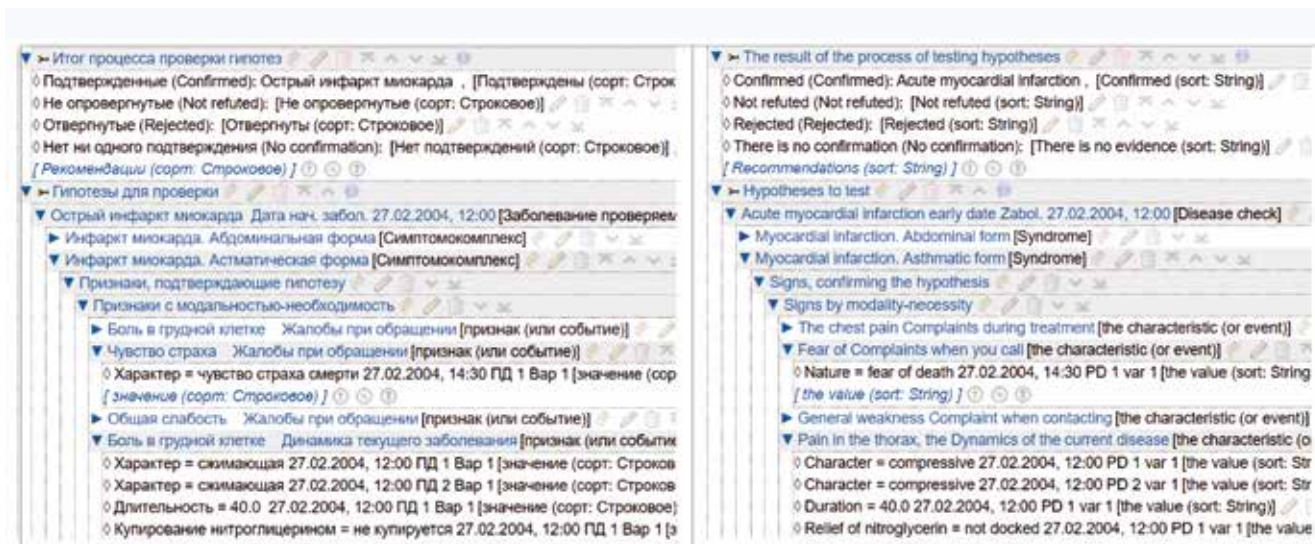 Итог процесса проверки гипотез
◊ Подтвержденные (Confirmed): Острый инфаркт миокарда , [Подтверждены (сорт: Строк
◊ Не опровергнутые (Not refuted): [Не опровергнутые (сорт: Строковое)]
◊ Отвергнутые (Rejected): [Отвергнуты (сорт: Строковое)]
◊ Нет ни одного подтверждения (No confirmation): [Нет подтверждений (сорт: Строковое)]
[ Рекомендации (сорт: Строковое) ]
Гипотезы для проверки
Острый инфаркт миокарда Дата нач. забол. 27.02.2004, 12:00 [Заболевание проверяем
Инфаркт миокарда. Абдоминальная форма [Симптомокомплекс]
Инфаркт миокарда. Астматическая форма [Симптомокомплекс]
Признаки, подтверждающие гипотезу
Признаки с модальностью-необходимость
Боль в грудной клетке Жалобы при обращении [признак (или событие)]
Чувство страха Жалобы при обращении [признак (или событие)]
◊ Характер = чувство страха смерти 27.02.2004, 14:30 ПД 1 Вар 1 [значение (сор
[ значение (сорт: Строковое) ]
Общая слабость Жалобы при обращении [признак (или событие)]
Боль в грудной клетке Динамика текущего заболевания [признак (или событие
◊ Характер = сжимающая 27.02.2004, 12:00 ПД 1 Вар 1 [значение (сорт: Строков
◊ Характер = сжимающая 27.02.2004, 12:00 ПД 2 Вар 1 [значение (сорт: Строков
◊ Длительность = 40.0 27.02.2004, 12:00 ПД 1 Вар 1 [значение (сорт: Строковое)
◊ Купирование нитроглицерином = не купируется 27.02.2004, 12:00 ПД 1 Вар 1 [з
The result of the process of testing hypotheses
◊ Confirmed (Confirmed): Acute myocardial infarction , [Confirmed (sort: String)]
◊ Not refuted (Not refuted): [Not refuted (sort: String)]
◊ Rejected (Rejected): [Rejected (sort: String)]
◊ There is no confirmation (No confirmation): [There is no evidence (sort: String)]
[ Recommendations (sort: String) ]
Hypotheses to test
Acute myocardial infarction early date Zabol. 27.02.2004, 12:00 [Disease check]
Myocardial infarction. Abdominal form [Syndrome]
Myocardial infarction. Asthmatic form [Syndrome]
Signs, confirming the hypothesis
Signs by modality-necessity
The chest pain Complaints during treatment [the characteristic (or event)]
Fear of Complaints when you call [the characteristic (or event)]
◊ Nature = fear of death 27.02.2004, 14:30 PD 1 var 1 [the value (sort: String
[ the value (sort: String) ]
General weakness Complaint when contacting [the characteristic (or event)]
Pain in the thorax, the Dynamics of the current disease [the characteristic (o
◊ Character = compressive 27.02.2004, 12:00 PD 1 var 1 [the value (sort: Str
◊ Character = compressive 27.02.2004, 12:00 PD 2 var 1 [the value (sort: Str
◊ Duration = 40.0 27.02.2004, 12:00 PD 1 var 1 [the value (sort: String)]
◊ Relief of nitroglycerin = not docked 27.02.2004, 12:00 PD 1 var 1 [the value